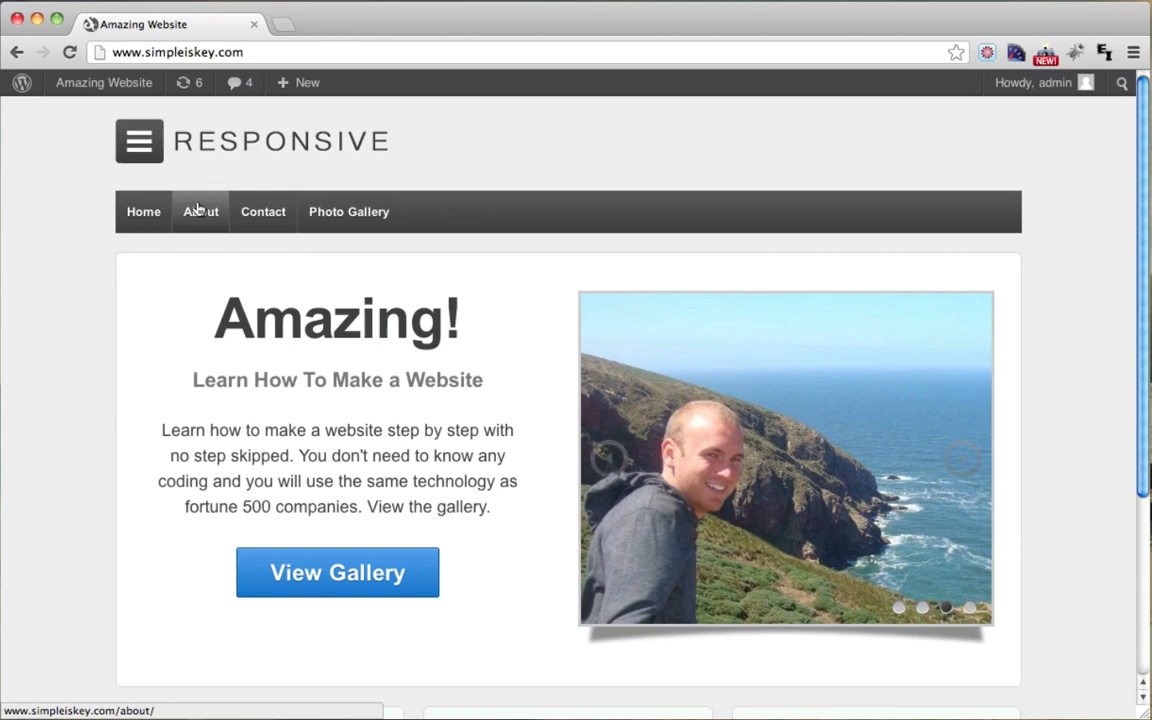 Amazing Website
www.simpleiskey.com
Amazing Website 6 4 + New Howdy, admin
NEW!
RESPONSIVE
Home About Contact Photo Gallery
Amazing!
Learn How To Make a Website
Learn how to make a website step by step with
no step skipped. You don't need to know any
coding and you will use the same technology as
fortune 500 companies. View the gallery.
View Gallery
www.simpleiskey.com/about/